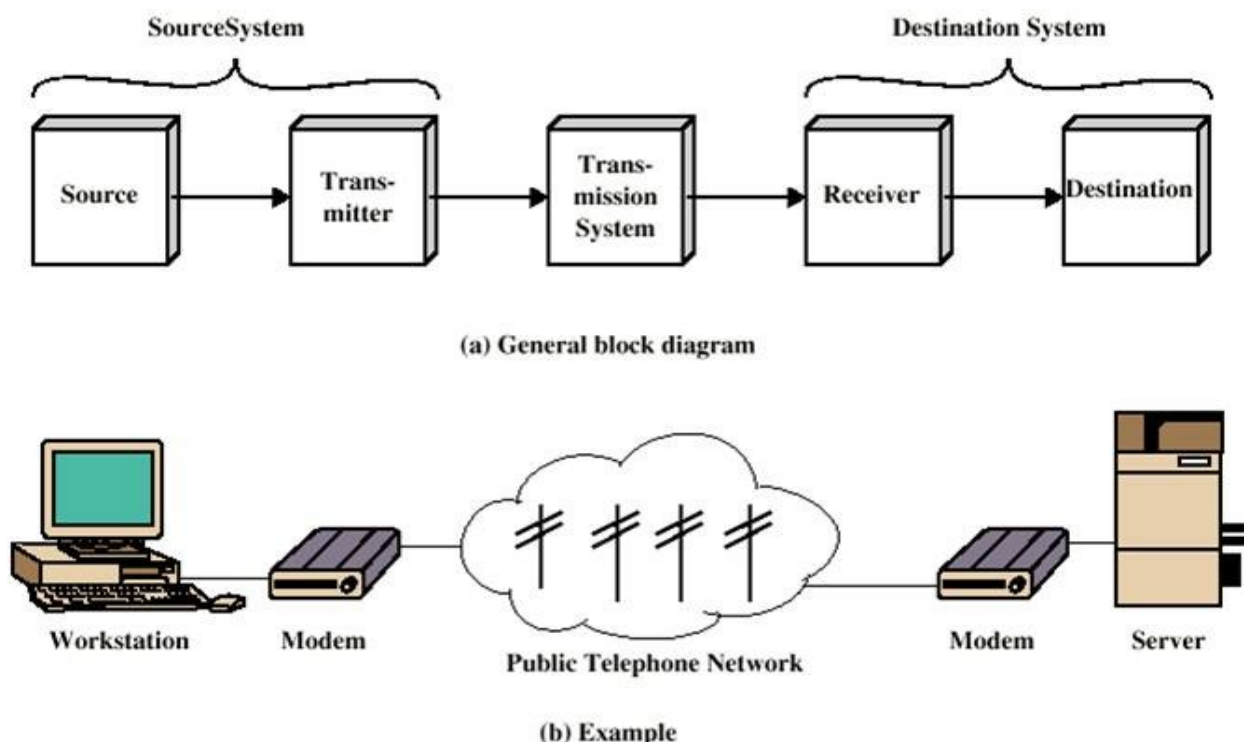 SourceSystem
Destination System
Source
Trans-
mitter
Trans-
mission
System
Receiver
Destination
(a) General block diagram
Workstation
Modem
Public Telephone Network
Modem
Server
(b) Example